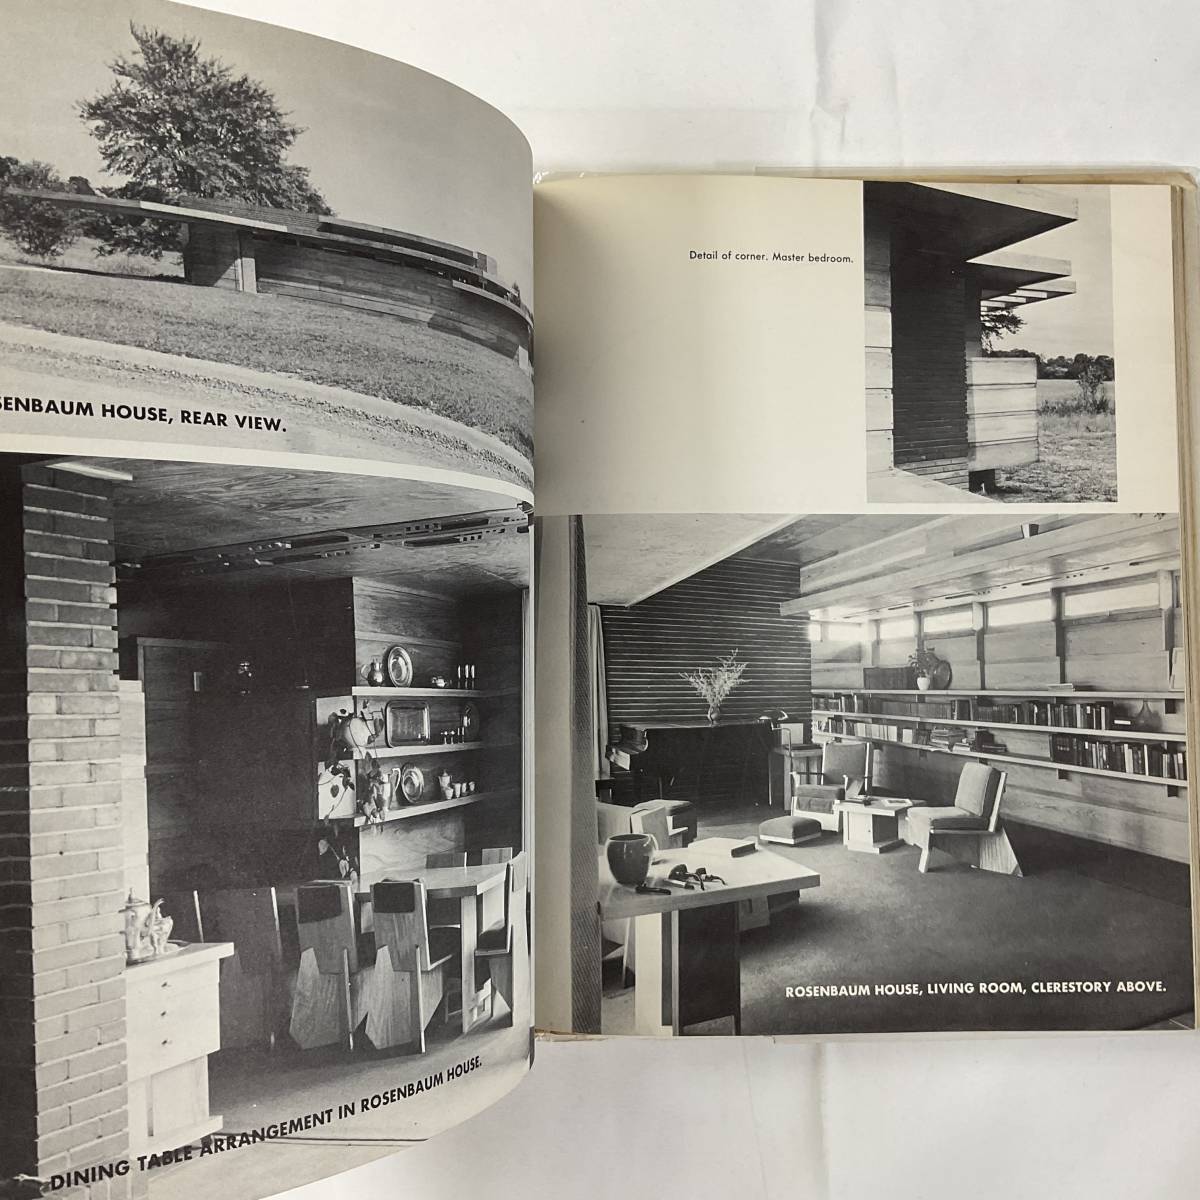 SENBAUM HOUSE, REAR VIEW.
DINING TABLE ARRANGEMENT IN ROSENBAUM HOUSE.
Detail of corner. Master bedroom.
ROSENBAUM HOUSE, LIVING ROOM, CLERESTORY ABOVE.